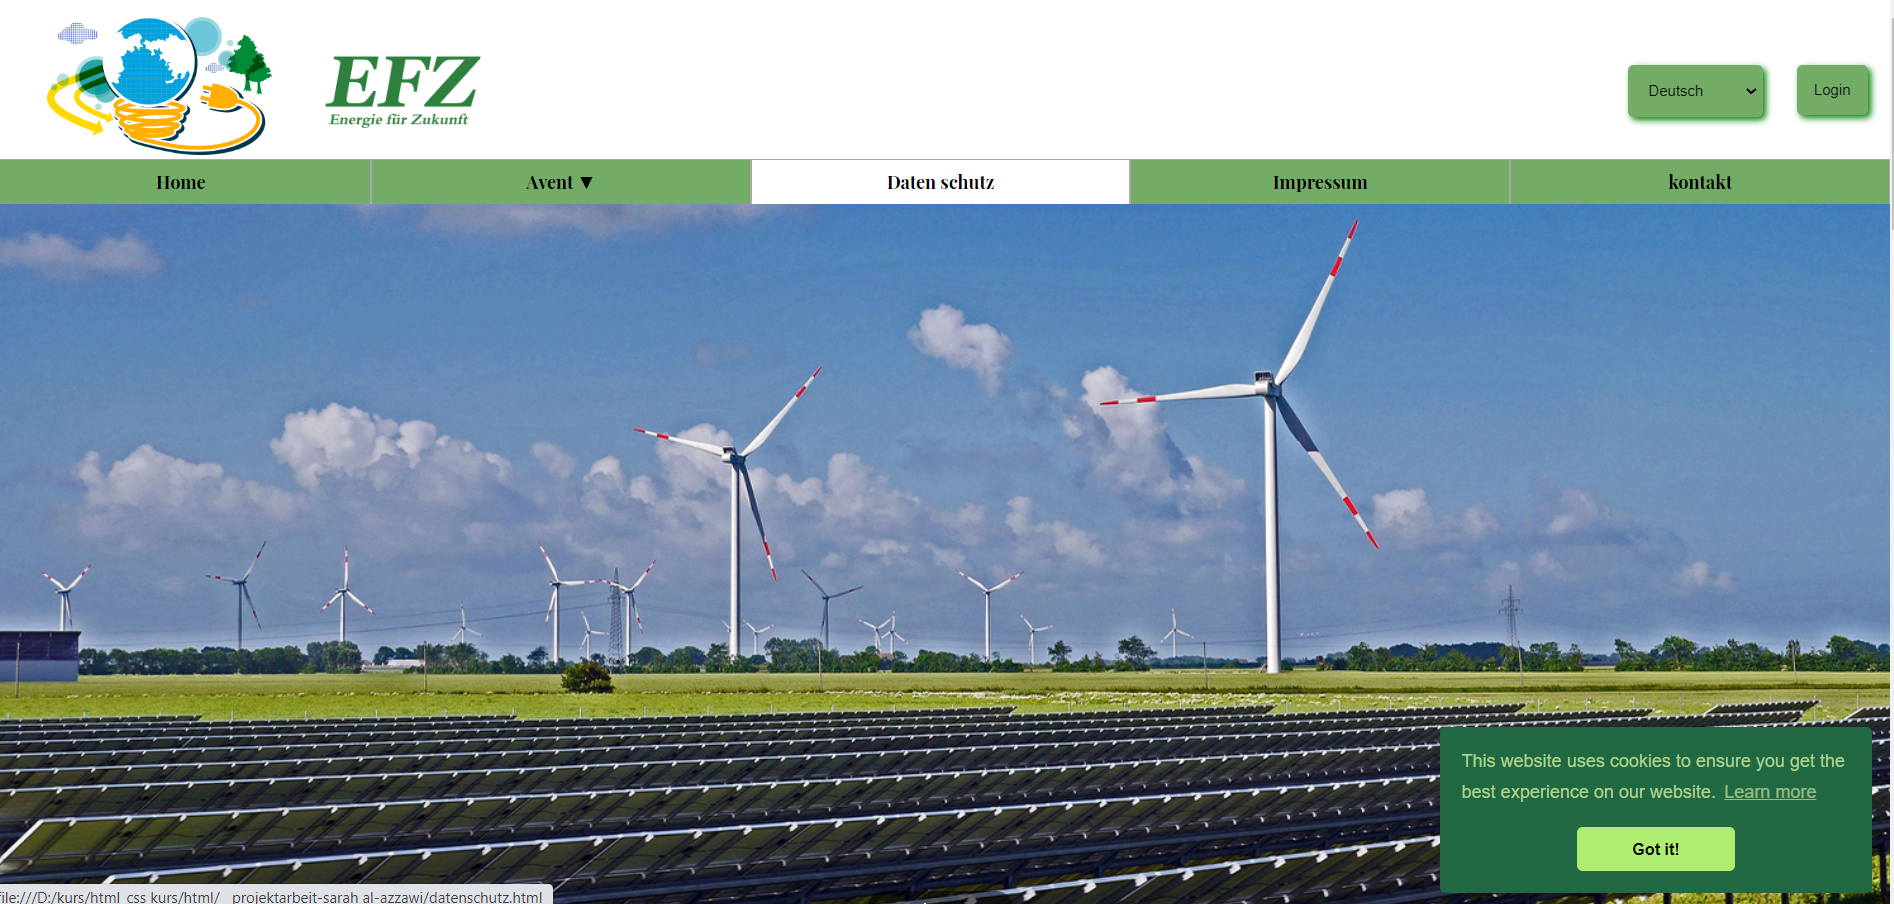 EFZ
Energie für Zukunft
Deutsch
Login
Home
Avent ▼
Daten schutz
Impressum
kontakt
This website uses cookies to ensure you get the
best experience on our website. Learn more
Got it!
file:///D:/kurs/html_css kurs/html/__projektarbeit-sarah al-azzawi/datenschutz.html